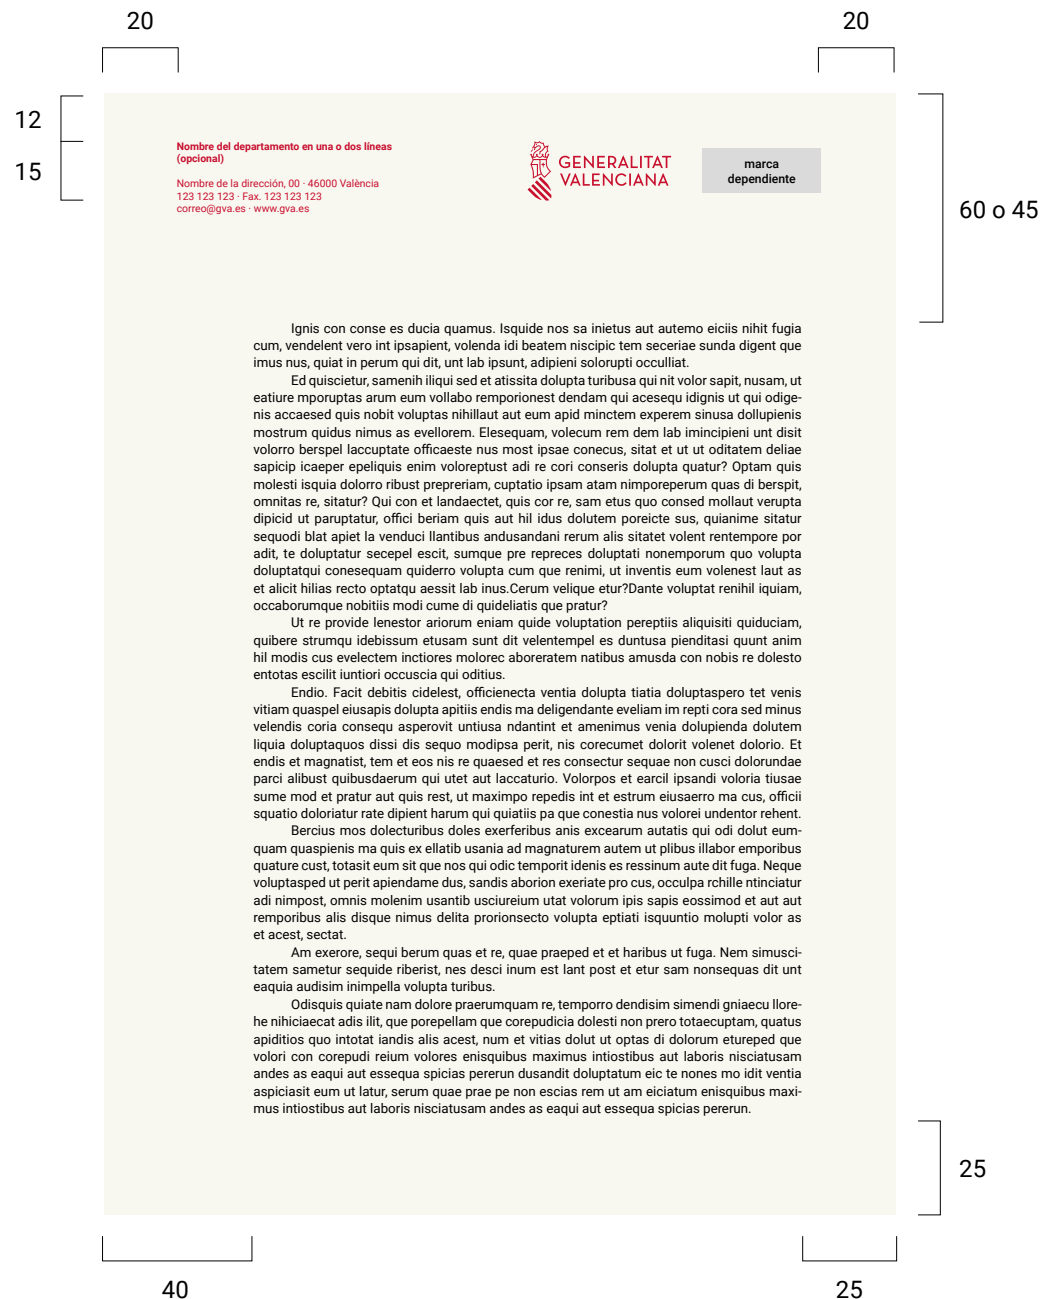 20
20
12
15
Nombre del departamento en una o dos líneas
(opcional)
Nombre de la dirección, 00 · 46000 València
123 123 123 · Fax. 123 123 123
correo@gva.es · www.gva.es
GENERALITAT
VALENCIANA
marca
dependiente
60 o 45
Ignis con conse es ducia quamus. Isquide nos sa inietus aut autemo eiciis nihit fugia
cum, vendelent vero int ipsapient, volenda idi beatem niscipic tem seceriae sunda digent que
imus nus, quiat in perum qui dit, unt lab ipsunt, adipieni solorupti occulliat.
Ed quiscietur, samenih iliqui sed et atissita dolupta turibusa qui nit volor sapit, nusam, ut
eatiure mporuptas arum eum vollabo remporionest dendam qui acesequ idignis ut qui odige-
nis accaesed quis nobit voluptas nihillaut aut eum apid minctem experem sinusa dollupienis
mostrum quidus nimus as evellorem. Elesequam, volecum rem dem lab imincipieni unt disit
volorro berspel laccuptate officaeste nus most ipsae conecus, sitat et ut ut oditatem deliae
sapicip icaeper epeliquis enim voloreptust adi re cori conseris dolupta quatur? Optam quis
molesti isquia dolorro ribust prepreriam, cuptatio ipsam atam nimporeperum quas di berspit,
omnitas re, sitatur? Qui con et landaectet, quis cor re, sam etus quo consed mollaut verupta
dipicid ut paruptatur, offici beriam quis aut hil idus dolutem poreicte sus, quianime sitatur
sequodi blat apiet la venduci llantibus andusandani rerum alis sitatet volent rentempore por
adit, te doluptatur secepel escit, sumque pre repreces doluptati nonemporum quo volupta
doluptatqui conesequam quiderro volupta cum que renimi, ut inventis eum volenest laut as
et alicit hilias recto optatqu aessit lab inus.Cerum velique etur?Dante voluptat renihil iquiam,
occaborumque nobitiis modi cume di quideliatis que pratur?
Ut re provide lenestor ariorum eniam quide voluptation pereptiis aliquisiti quiduciam,
quibere strumqu idebissum etusam sunt dit velentempel es duntusa pienditasi quunt anim
hil modis cus evelectem inctiores molorec aboreratem natibus amusda con nobis re dolesto
entotas escilit iuntiori occuscia qui oditius.
Endio. Facit debitis cidelest, officienecta ventia dolupta tiatia doluptaspero tet venis
vitiam quaspel eiusapis dolupta apitiis endis ma deligendante eveliam im repti cora sed minus
velendis coria consequ asperovit untiusa ndantint et amenimus venia dolupienda dolutem
liquia doluptaquos dissi dis sequo modipsa perit, nis corecumet dolorit volenet dolorio. Et
endis et magnatist, tem et eos nis re quaesed et res consectur sequae non cusci dolorundae
parci alibust quibusdaerum qui utet aut laccaturio. Volorpos et earcil ipsandi voloria tiusae
sume mod et pratur aut quis rest, ut maximpo repedis int et estrum eiusaerro ma cus, officii
squatio doloriatur rate dipient harum qui quiatiis pa que conestia nus volorei undentor rehent.
Bercius mos dolecturibus doles exerferibus anis excearum autatis qui odi dolut eum-
quam quaspienis ma quis ex ellatib usania ad magnaturem autem ut plibus illabor emporibus
quature cust, totasit eum sit que nos qui odic temporit idenis es ressinum aute dit fuga. Neque
voluptasped ut perit apiendame dus, sandis aborion exeriate pro cus, occulpa rchille ntinciatur
adi nimpost, omnis molenim usantib usciureium utat volorum ipis sapis eossimod et aut aut
remporibus alis disque nimus delita prorionsecto volupta eptiati isquuntio molupti volor as
et acest, sectat.
Am exerore, sequi berum quas et re, quae praeped et et haribus ut fuga. Nem simusci-
tatem sametur sequide riberist, nes desci inum est lant post et etur sam nonsequas dit unt
eaquia audisim inimpella volupta turibus.
Odisquis quiate nam dolore praerumquam re, temporro dendisim simendi gniaecu llore-
he nihiciaecat adis ilit, que porepellam que corepudicia dolesti non prero totaecuptam, quatus
apiditios quo intotat iandis alis acest, num et vitias dolut ut optas di dolorum etureped que
volori con corepudi reium volores enisquibus maximus intiostibus aut laboris nisciatusam
andes as eaqui aut essequa spicias pererun dusandit doluptatum eic te nones mo idit ventia
aspiciasit eum ut latur, serum quae prae pe non escias rem ut am eiciatum enisquibus maxi-
mus intiostibus aut laboris nisciatusam andes as eaqui aut essequa spicias pererun.
25
40
25